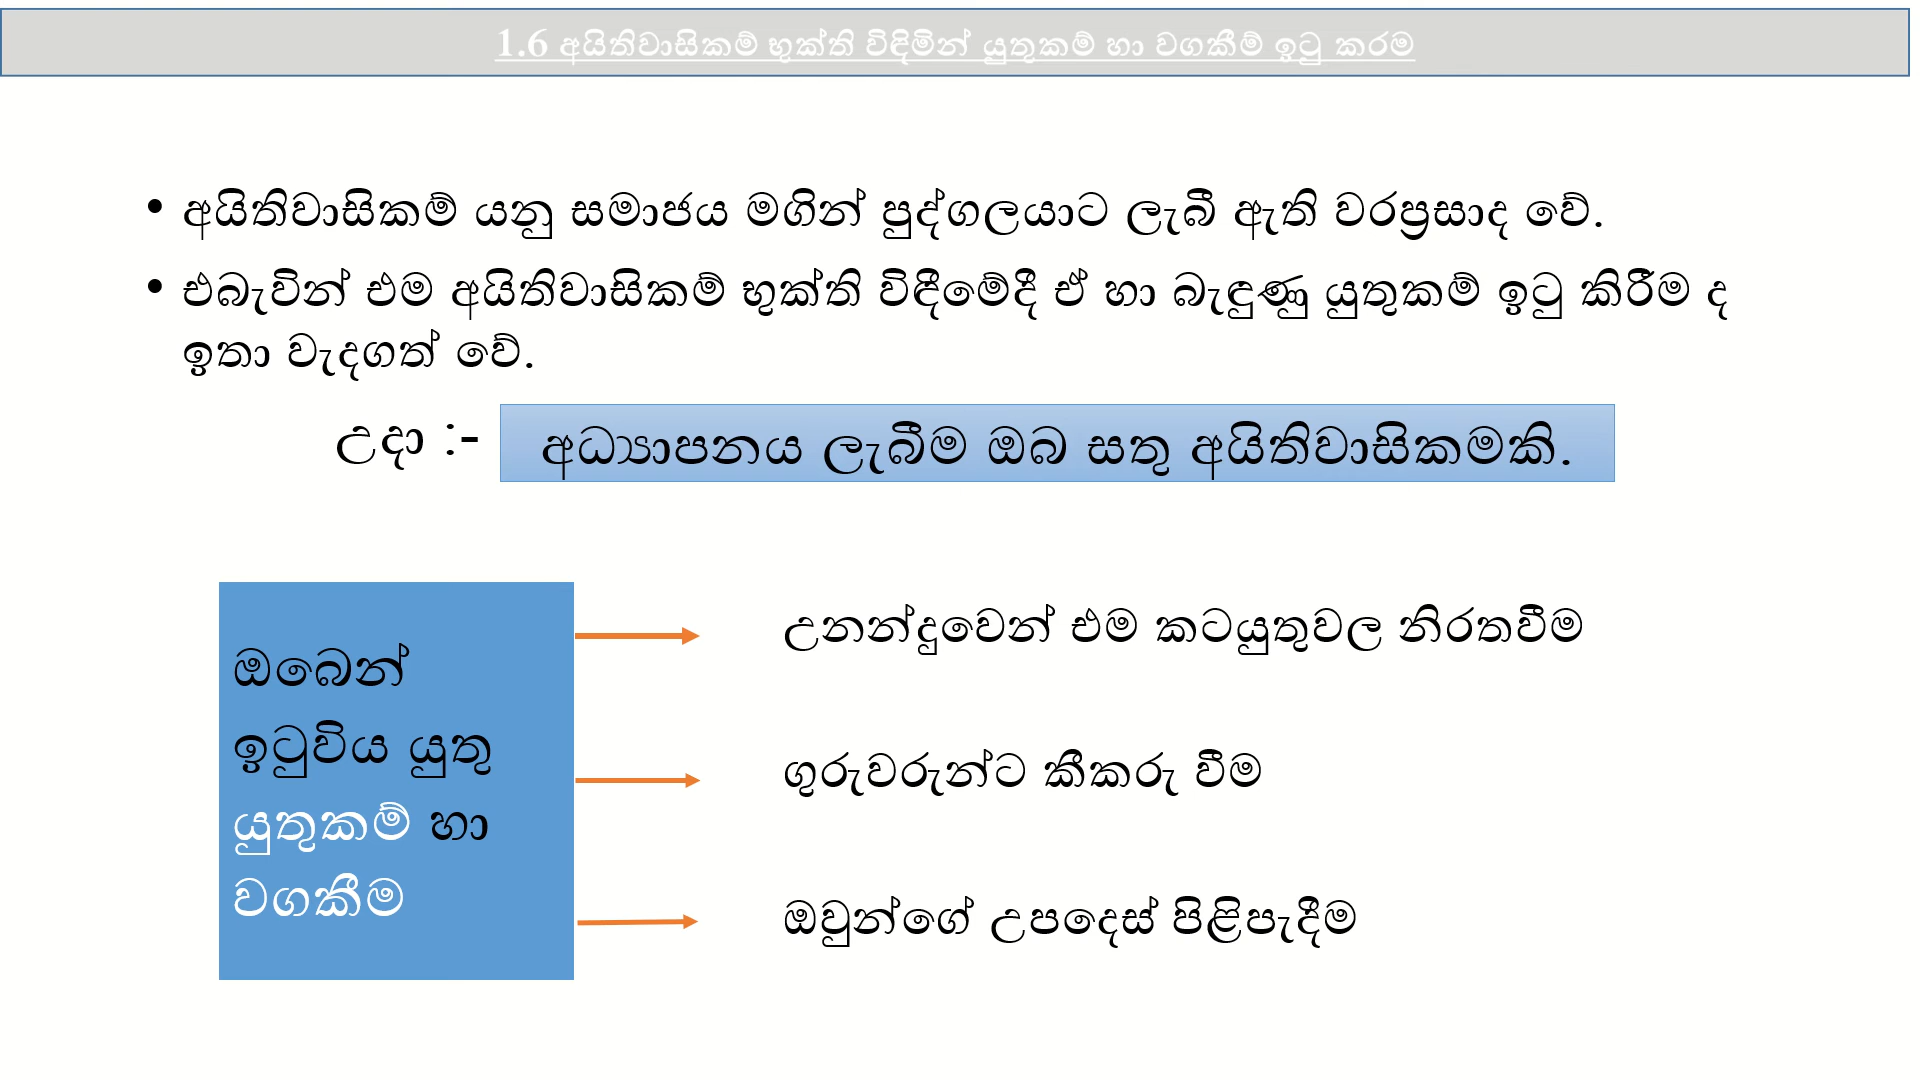 1.6 අයිතිවාසිකම් භුක්ති විඳිමින් යුතුකම් හා වගකීම් ඉටු කරම
• අයිතිවාසිකම් යනු සමාජය මගින් පුද්ගලයාට ලැබී ඇති වරප්‍රසාද වේ.
• එබැවින් එම අයිතිවාසිකම් භුක්ති විඳීමේදී ඒ හා බැඳුණු යුතුකම් ඉටු කිරීම ද
ඉතා වැදගත් වේ.
උදා :- අධ්‍යාපනය ලැබීම ඔබ සතු අයිතිවාසිකමකි.
ඔබෙන්
ඉටුවිය යුතු
යුතුකම් හා
වගකීම
උනන්දුවෙන් එම කටයුතුවල නිරතවීම
ගුරුවරුන්ට කීකරු වීම
ඔවුන්ගේ උපදෙස් පිළිපැදීම